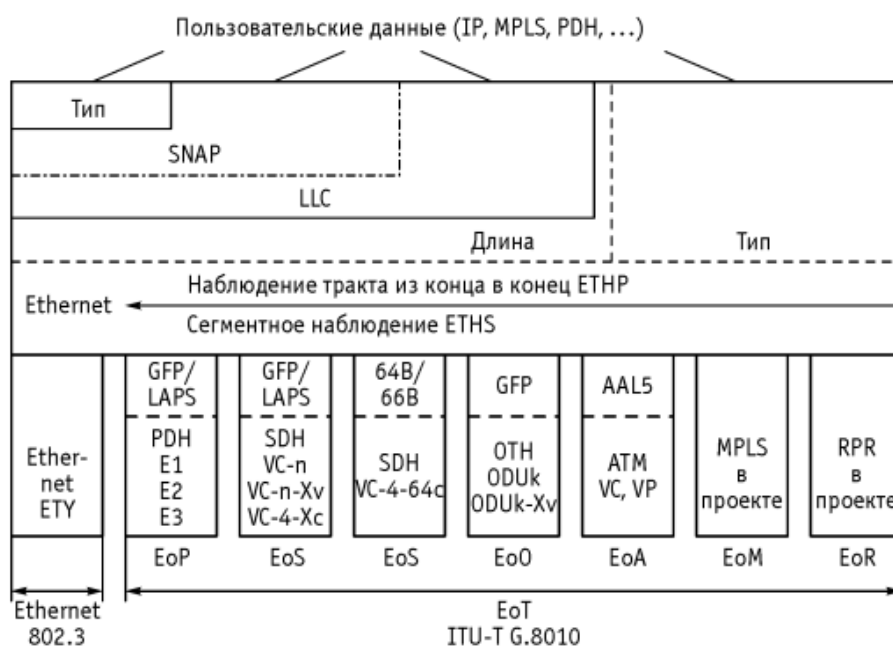 Пользовательские данные (IP, MPLS, PDH, ...)
Тип
SNAP
LLC
Длина
Тип
Ethernet
Наблюдение тракта из конца в конец ETHP
Сегментное наблюдение ETHS
Ether-
net
ETY
GFP/
LAPS
PDH
E1
E2
E3
GFP/
LAPS
SDH
VC-n
VC-n-Xv
VC-4-Xc
64B/
66B
SDH
VC-4-64c
GFP
OTH
ODUk
ODUk-Xv
AAL5
ATM
VC, VP
MPLS
в
проекте
RPR
в
проекте
EoP
EoS
EoS
EoO
EoA
EoM
EoR
Ethernet
802.3
EoT
ITU-T G.8010